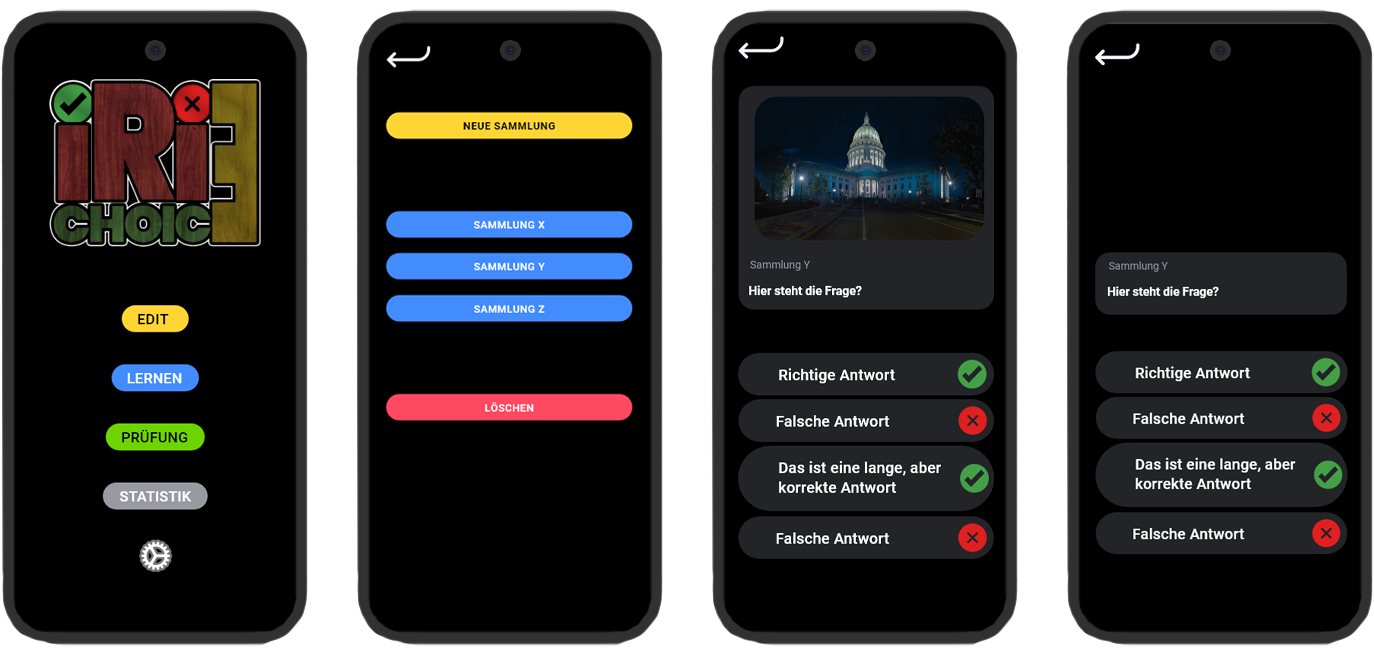 iRiE
CHOICE
EDIT
LERNEN
PRÜFUNG
STATISTIK
NEUE SAMMLUNG
SAMMLUNG X
SAMMLUNG Y
SAMMLUNG Z
LÖSCHEN
Sammlung Y
Hier steht die Frage?
Richtige Antwort
Falsche Antwort
Das ist eine lange, aber
korrekte Antwort
Falsche Antwort
Sammlung Y
Hier steht die Frage?
Richtige Antwort
Falsche Antwort
Das ist eine lange, aber
korrekte Antwort
Falsche Antwort